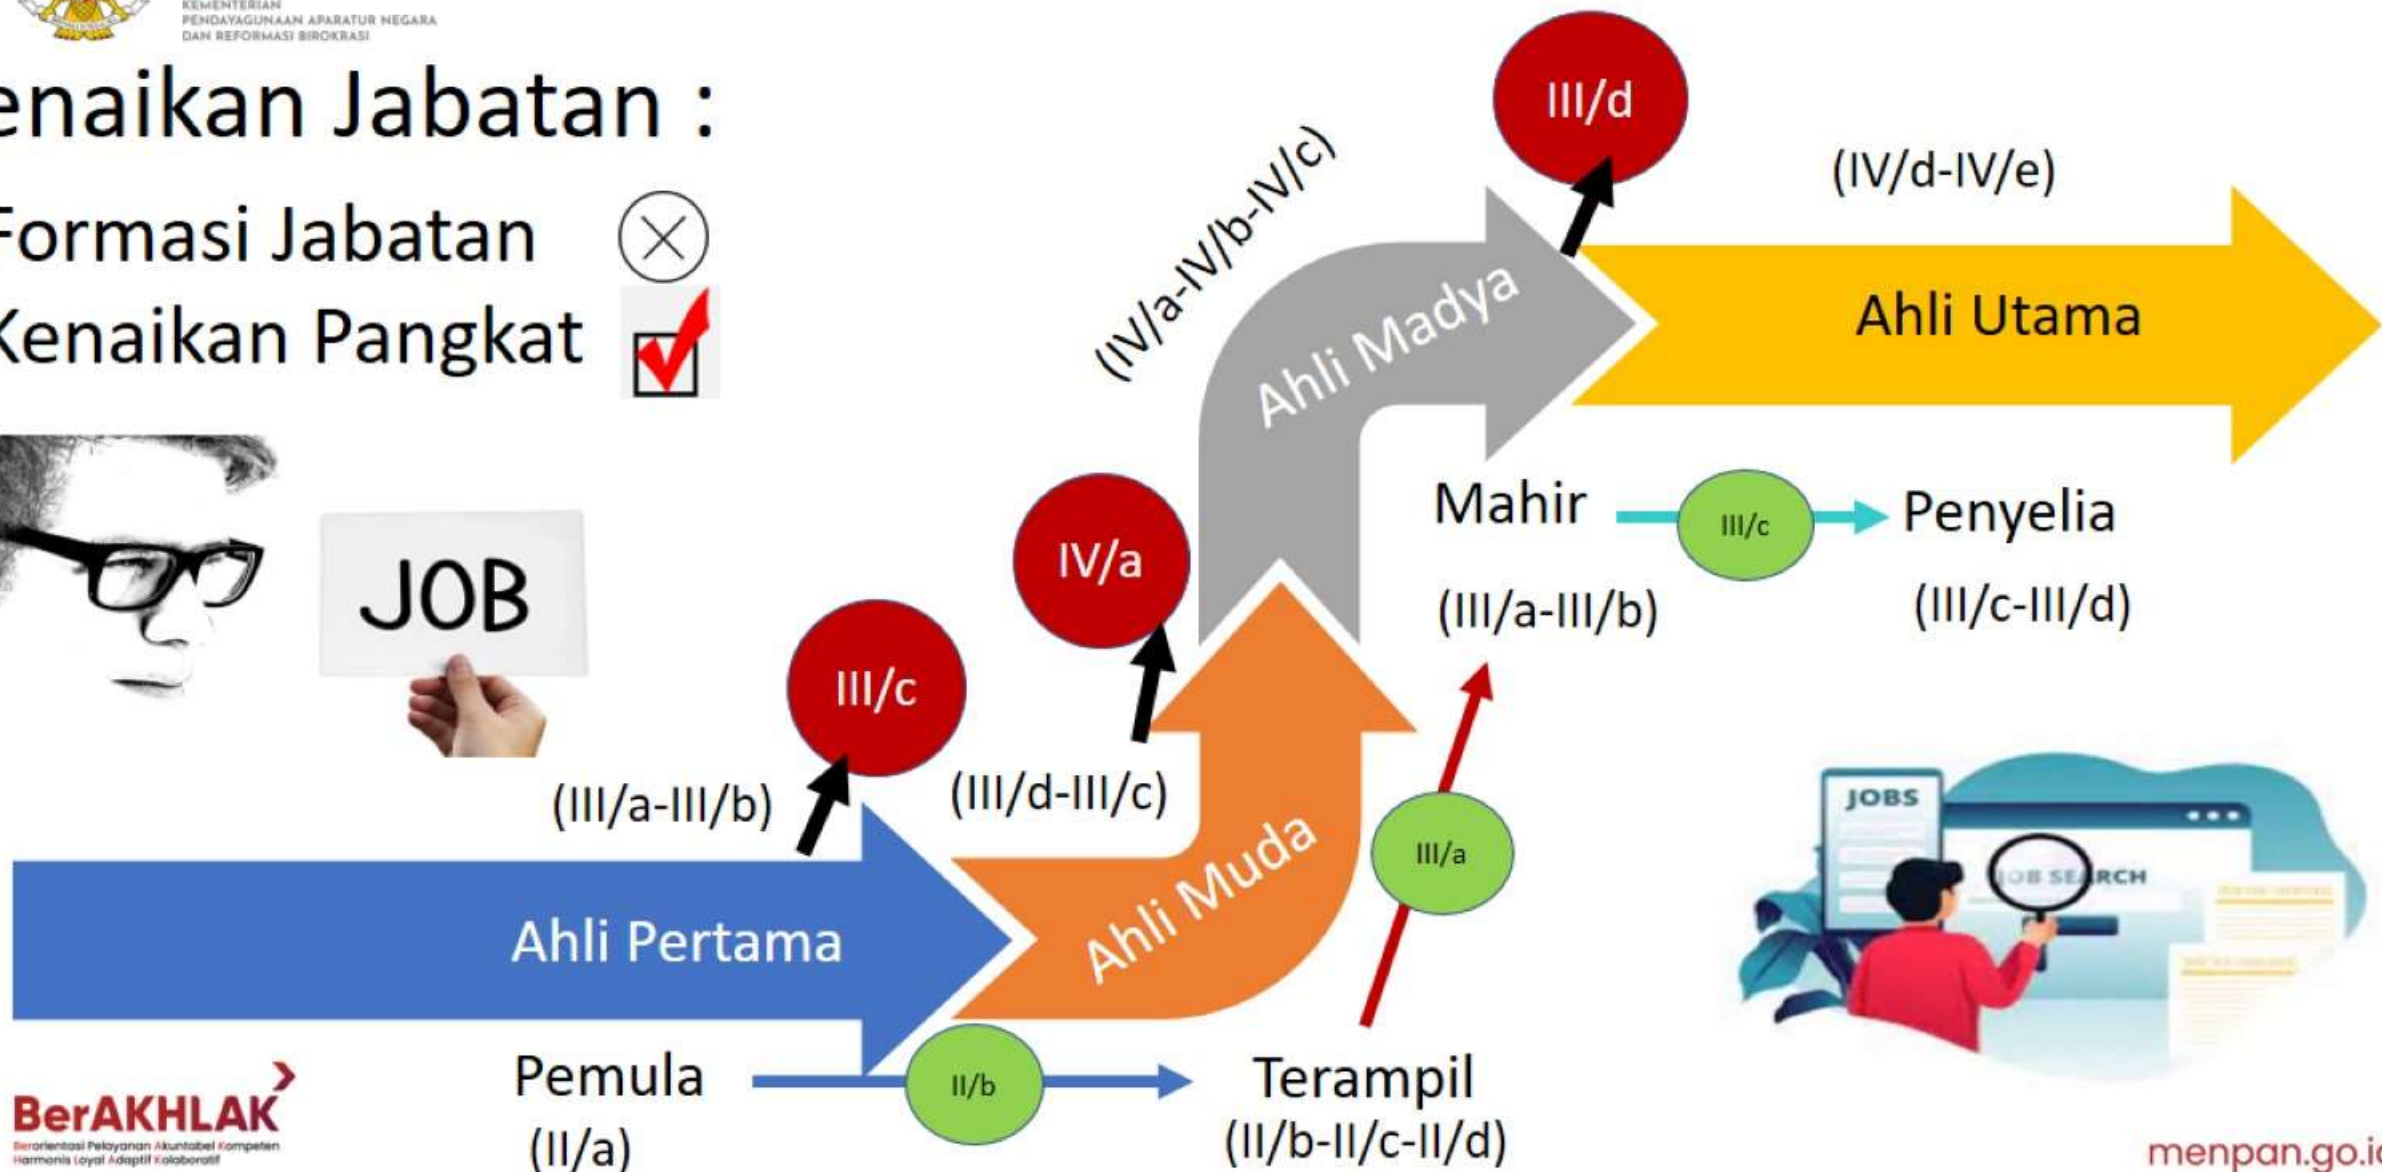 KEMENTERIAN
PENDAYAGUNAAN APARATUR NEGARA
DAN REFORMASI BIROKRASI
enaikan Jabatan :
Formasi Jabatan
Kenaikan Pangkat
JOB
III/d
(IV/d-IV/e)
(IV/a-IV//b-IV/c)
Ahli Madya
Ahli Utama
IV/a
Mahir
III/c
Penyelia
(III/a-III/b)
(III/c-III/d)
III/c
(III/a-III/b)
(III/d-III/c)
Ahli Pertama
Ahli Muda
III/a
JOBS
JOB SEARCH
Pemula
II/b
Terampil
(II/a)
(II/b-II/c-II/d)
BerAKHLAK
Berorientasi Pelayanan Akuntabel Kompeten
Harmonis Loyal Adaptif Kolaboratif
menpan.go.id